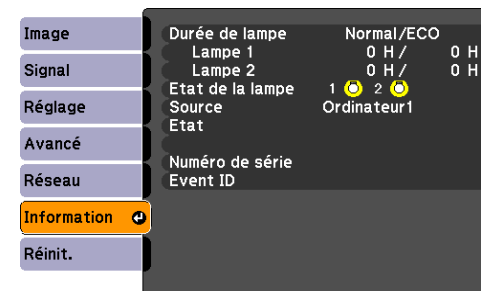 Image
Signal
Réglage
Avancé
Réseau
Information
Réinit.
Durée de lampe Normal/ECO
Lampe 1 0 H / 0 H
Lampe 2 0 H / 0 H
Etat de la lampe 1 2
Source Ordinateur1
Etat
Numéro de série
Event ID